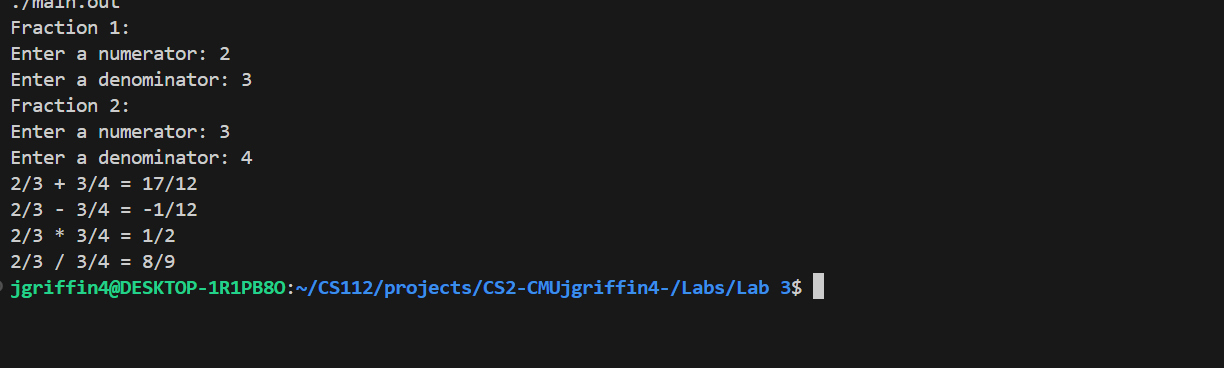 ./main.out
Fraction 1:
Enter a numerator: 2
Enter a denominator: 3
Fraction 2:
Enter a numerator: 3
Enter a denominator: 4
2/3 + 3/4 = 17/12
2/3 - 3/4 = -1/12
2/3 * 3/4 = 1/2
2/3 / 3/4 = 8/9
jgriffin4@DESKTOP-1R1PB8O:~/CS112/projects/CS2-CMUjgriffin4-/Labs/Lab 3$